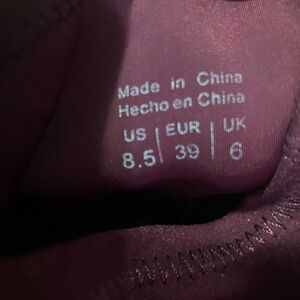 Made in China
Hecho en China
US | EUR | UK
8.5 | 39 | 6